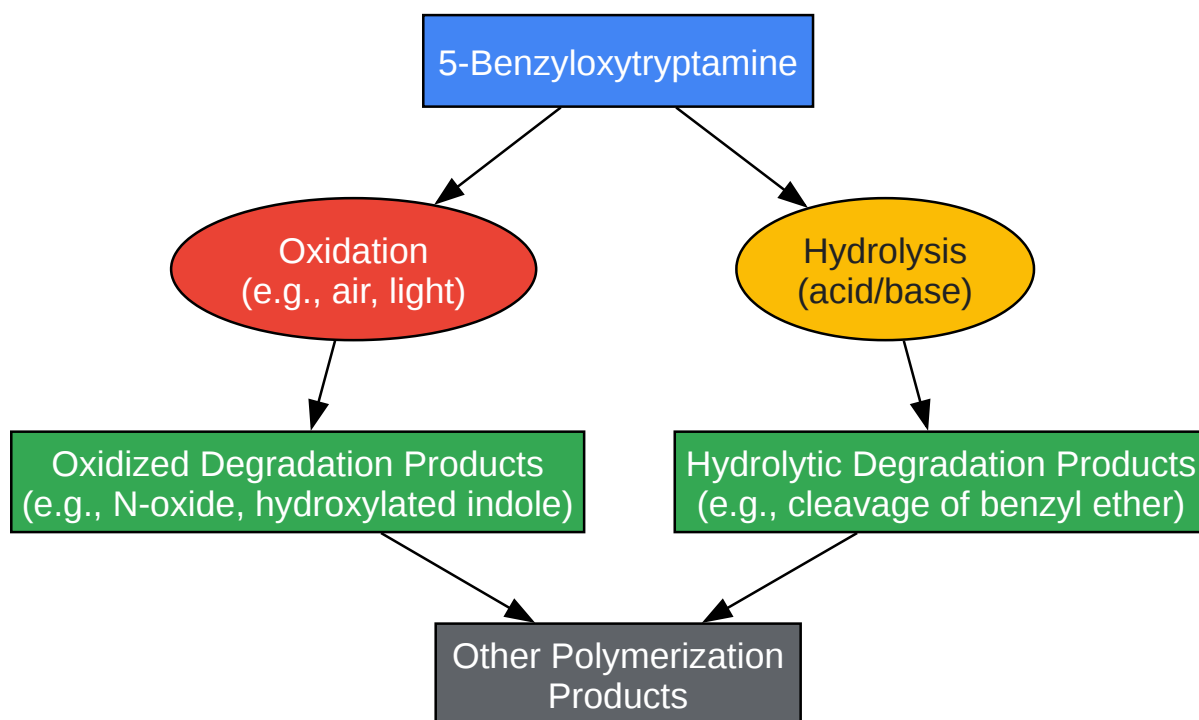 5-Benzyloxytryptamine
Oxidation
(e.g., air, light)
Hydrolysis
(acid/base)
Oxidized Degradation Products
(e.g., N-oxide, hydroxylated indole)
Hydrolytic Degradation Products
(e.g., cleavage of benzyl ether)
Other Polymerization
Products